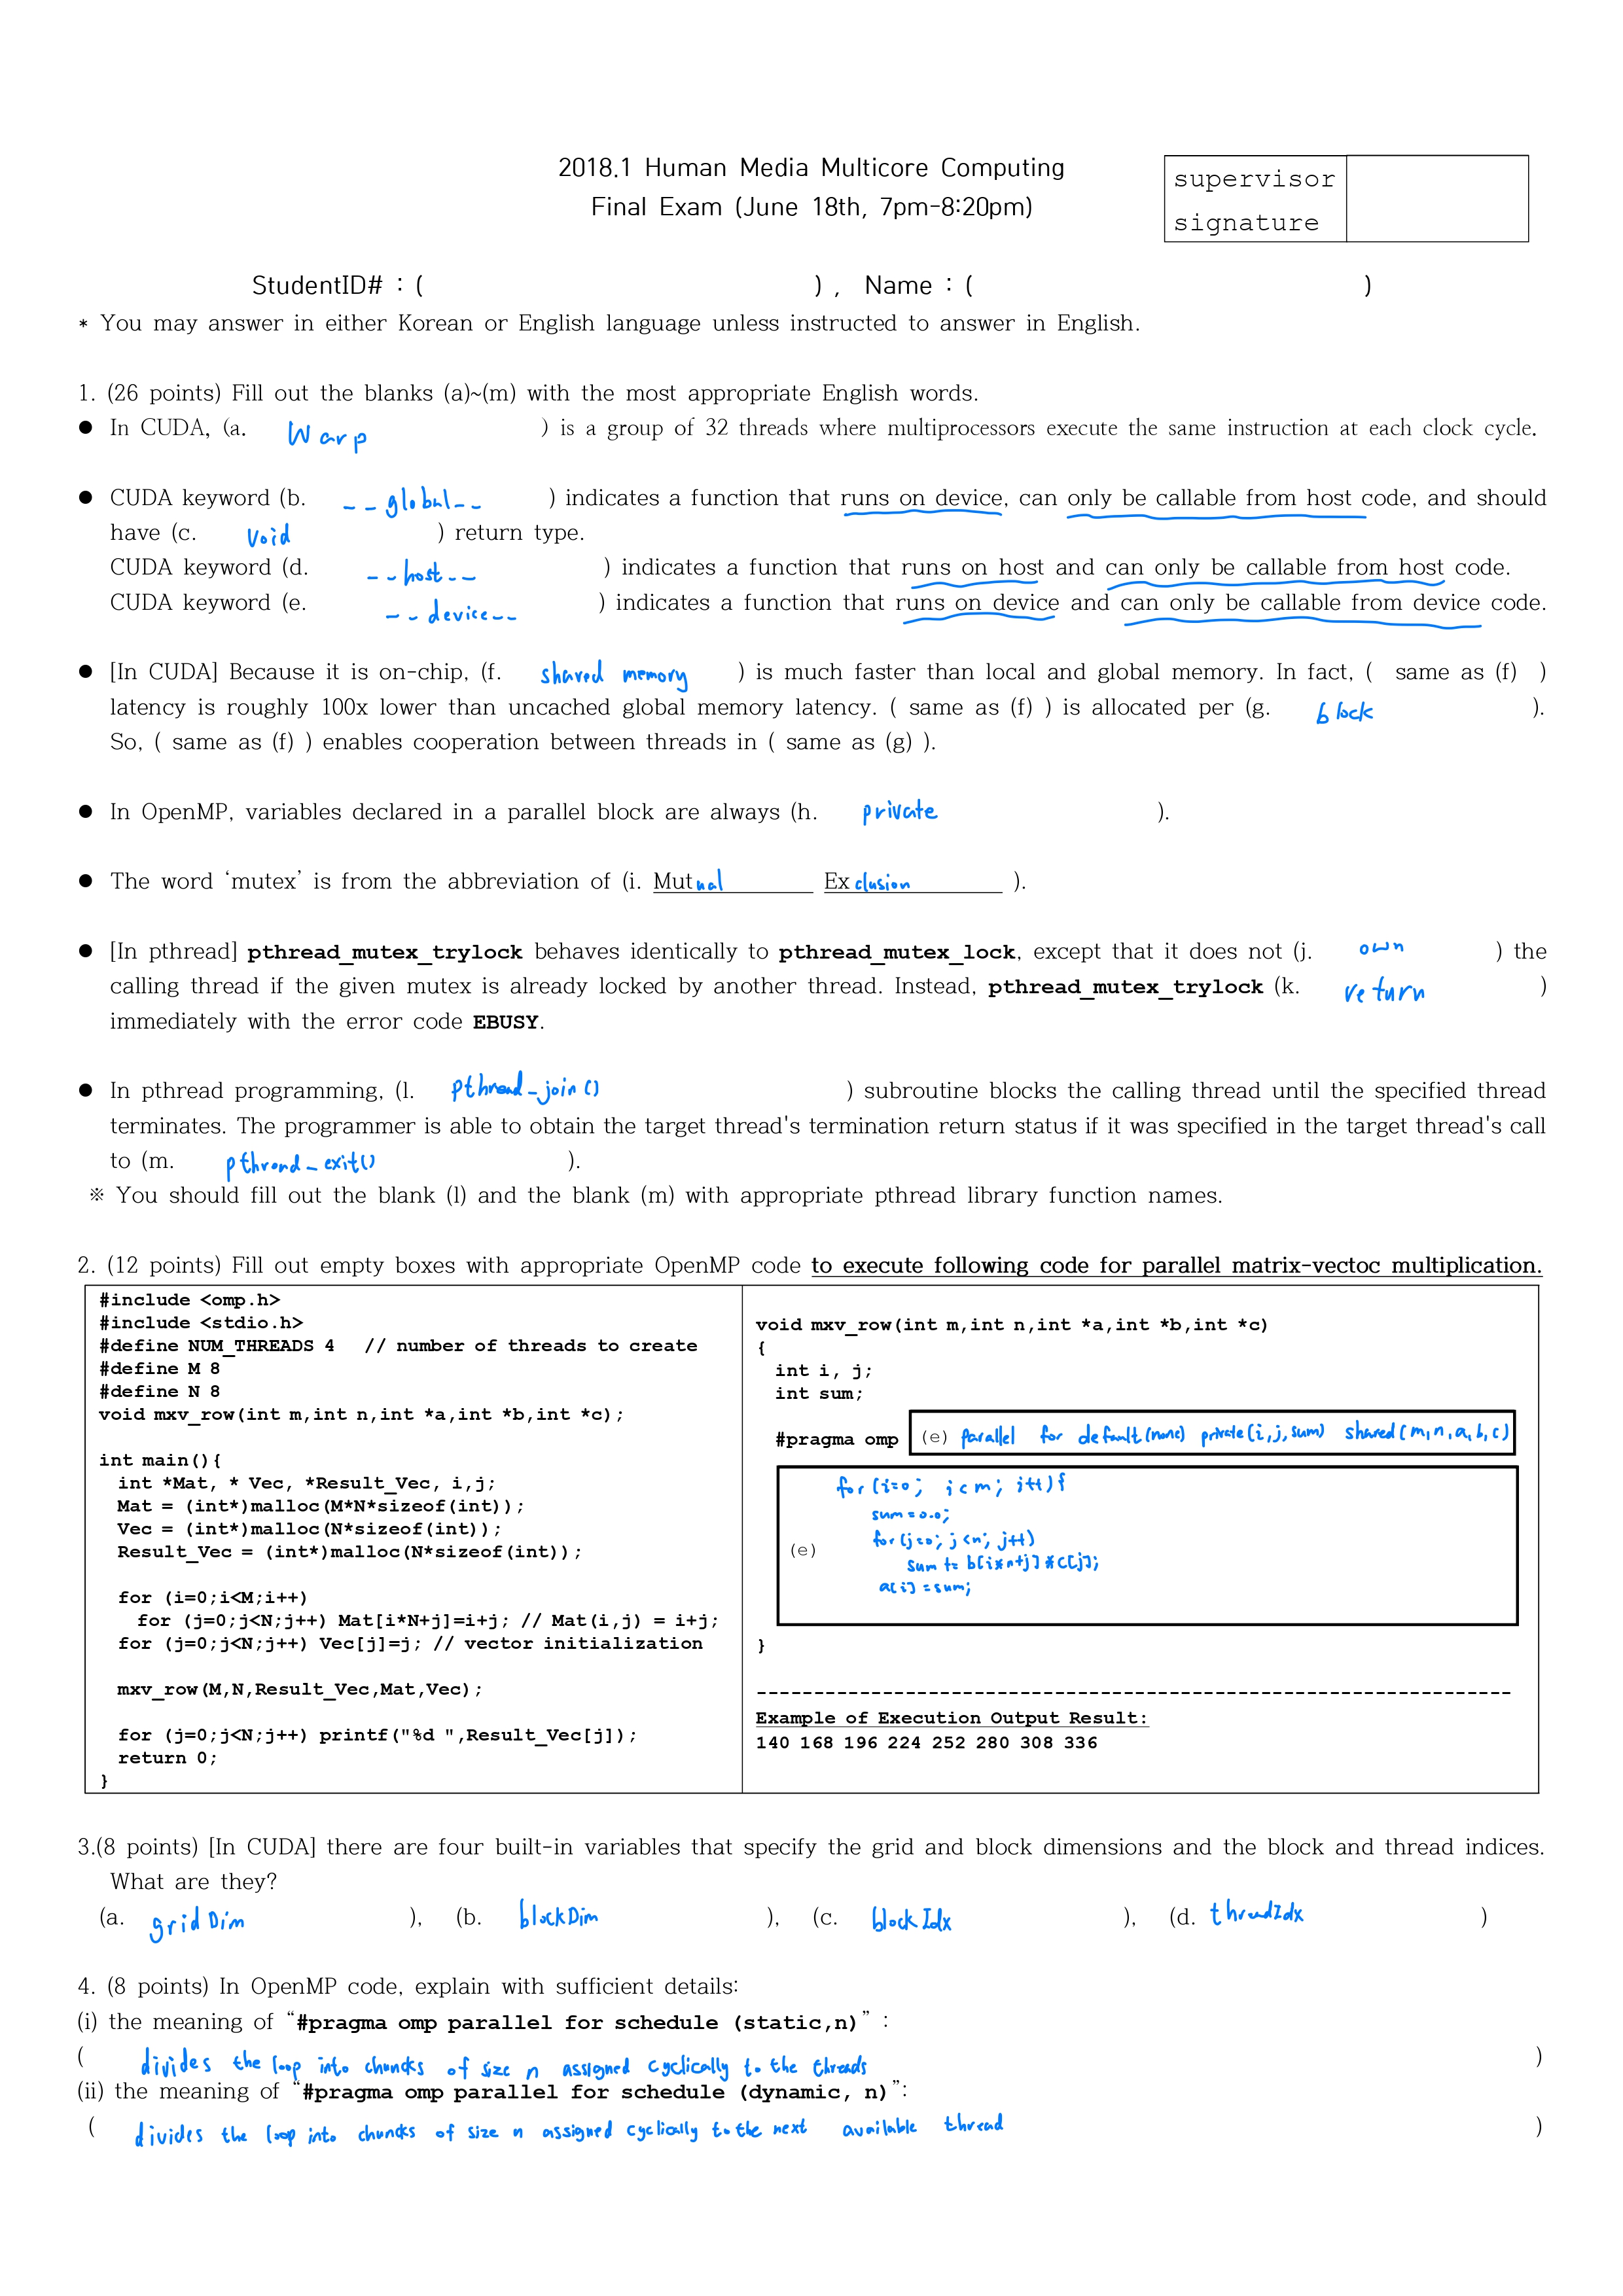 2018.1 Human Media Multicore Computing
Final Exam (June 18th, 7pm-8:20pm)
supervisor
signature
StudentID# : ( ) , Name : ( )
* You may answer in either Korean or English language unless instructed to answer in English.
1. (26 points) Fill out the blanks (a)~(m) with the most appropriate English words.
● In CUDA, (a. Warp ) is a group of 32 threads where multiprocessors execute the same instruction at each clock cycle.
● CUDA keyword (b. __global__ ) indicates a function that runs on device, can only be callable from host code, and should
have (c. void ) return type.
CUDA keyword (d. __host__ ) indicates a function that runs on host and can only be callable from host code.
CUDA keyword (e. __device__ ) indicates a function that runs on device and can only be callable from device code.
● [In CUDA] Because it is on-chip, (f. shared memory ) is much faster than local and global memory. In fact, ( same as (f) )
latency is roughly 100x lower than uncached global memory latency. ( same as (f) ) is allocated per (g. block ).
So, ( same as (f) ) enables cooperation between threads in ( same as (g) ).
● In OpenMP, variables declared in a parallel block are always (h. private ).
● The word ‘mutex’ is from the abbreviation of (i. Mutual Exclusion ).
● [In pthread] pthread_mutex_trylock behaves identically to pthread_mutex_lock, except that it does not (j. own ) the
calling thread if the given mutex is already locked by another thread. Instead, pthread_mutex_trylock (k. return )
immediately with the error code EBUSY.
● In pthread programming, (l. pthread_join() ) subroutine blocks the calling thread until the specified thread
terminates. The programmer is able to obtain the target thread's termination return status if it was specified in the target thread's call
to (m. pthread_exit() ).
※ You should fill out the blank (l) and the blank (m) with appropriate pthread library function names.
2. (12 points) Fill out empty boxes with appropriate OpenMP code to execute following code for parallel matrix-vectoc multiplication.
#include <omp.h>
#include <stdio.h>
#define NUM_THREADS 4 // number of threads to create
#define M 8
#define N 8
void mxv_row(int m,int n,int *a,int *b,int *c);
int main(){
int *Mat, * Vec, *Result_Vec, i,j;
Mat = (int*)malloc(M*N*sizeof(int));
Vec = (int*)malloc(N*sizeof(int));
Result_Vec = (int*)malloc(N*sizeof(int));
for (i=0;i<M;i++)
for (j=0;j<N;j++) Mat[i*N+j]=i+j; // Mat(i,j) = i+j;
for (j=0;j<N;j++) Vec[j]=j; // vector initialization
mxv_row(M,N,Result_Vec,Mat,Vec);
for (j=0;j<N;j++) printf("%d ",Result_Vec[j]);
return 0;
}
void mxv_row(int m,int n,int *a,int *b,int *c)
{
int i, j;
int sum;
#pragma omp (e) parallel for default(none) private(i,j,sum) shared(m,n,a,b,c)
for(i=0; i<m; i++){
sum=0.0;
for(j=0; j<n; j++)
(e)
sum += b[i*n+j]*c[j];
a[i]=sum;
}
-----------------------------------------------------------------
Example of Execution Output Result:
140 168 196 224 252 280 308 336
3.(8 points) [In CUDA] there are four built-in variables that specify the grid and block dimensions and the block and thread indices.
What are they?
(a. gridDim ), (b. blockDim ), (c. blockIdx ), (d. threadIdx )
4. (8 points) In OpenMP code, explain with sufficient details:
(i) the meaning of “#pragma omp parallel for schedule (static,n)” :
( divides the loop into chuncks of size n assigned cyclically to the threads )
(ii) the meaning of “#pragma omp parallel for schedule (dynamic, n)”:
( divides the loop into chuncks of size n assigned cyclically to the next available thread )